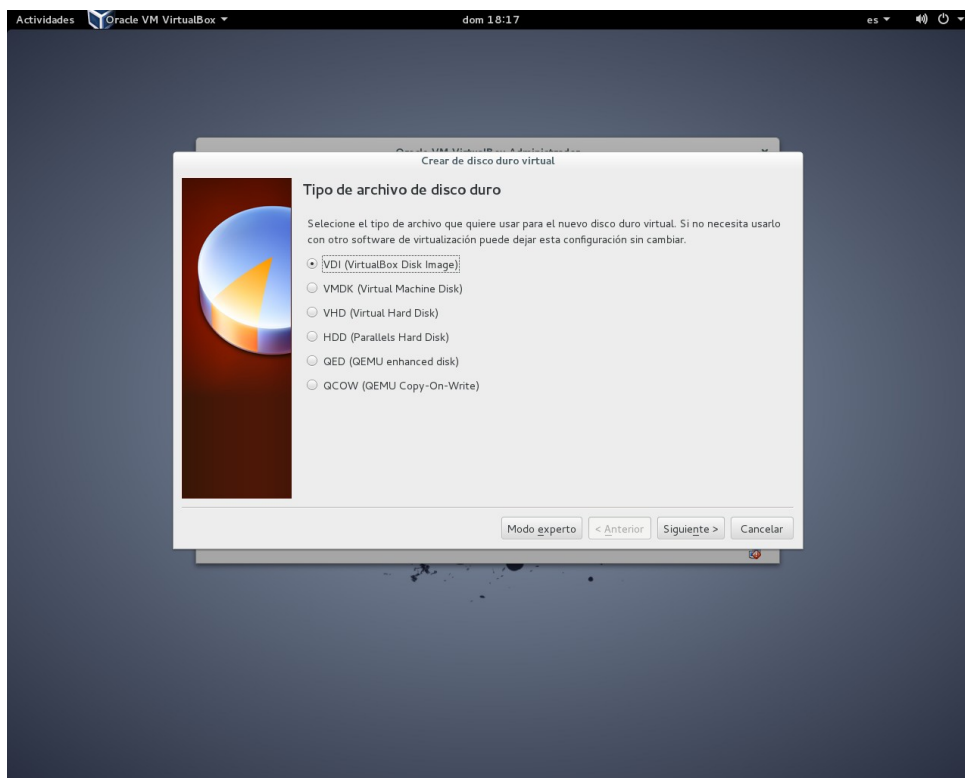 Actividades Oracle VM VirtualBox dom 18:17 es
Oracle VM VirtualBox Administrador
Crear de disco duro virtual
Tipo de archivo de disco duro
Selecione el tipo de archivo que quiere usar para el nuevo disco duro virtual. Si no necesita usarlo
con otro software de virtualización puede dejar esta configuración sin cambiar.
VDI (VirtualBox Disk Image)
VMDK (Virtual Machine Disk)
VHD (Virtual Hard Disk)
HDD (Parallels Hard Disk)
QED (QEMU enhanced disk)
QCOW (QEMU Copy-On-Write)
Modo experto < Anterior Siguiente > Cancelar